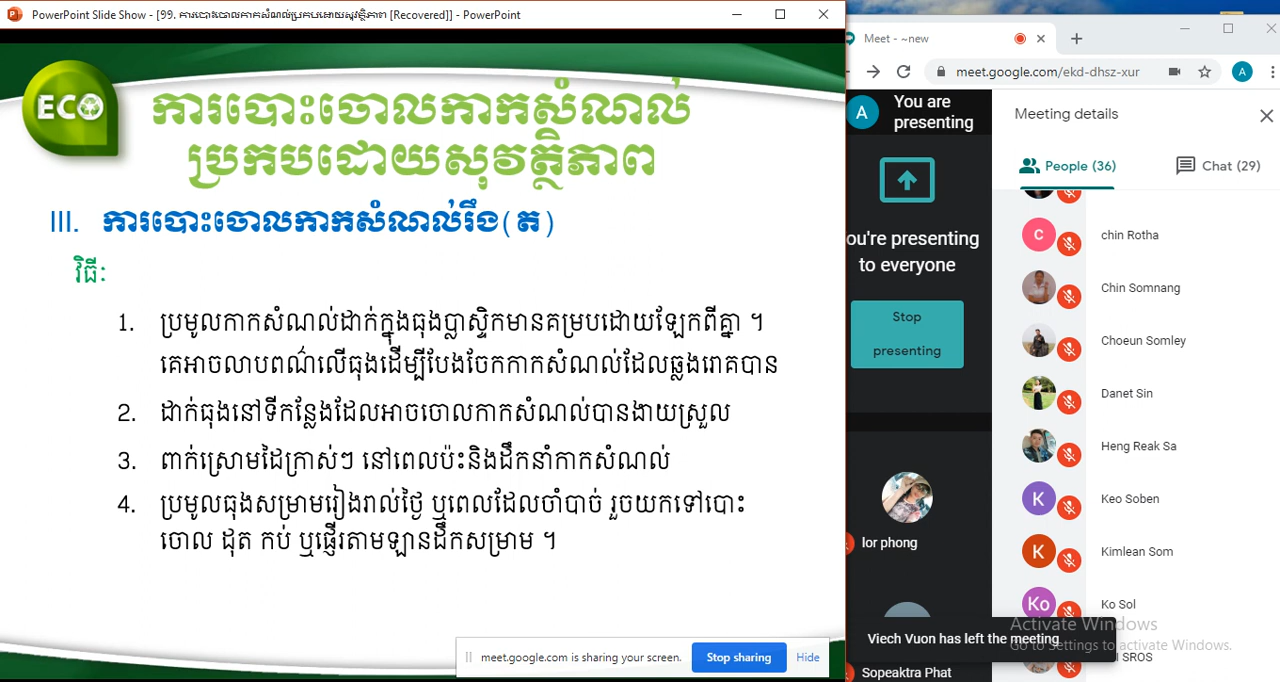 PowerPoint Slide Show - [99. ការបោះចោលកាកសំណល់ប្រកបដោយសុវត្ថិភាព [Recovered]] - PowerPoint
ECO
ការបោះចោលកាកសំណល់
ប្រកបដោយសុវត្ថិភាព
III. ការបោះចោលកាកសំណល់រឹង(ត)
វិធីៈ
1. ប្រមូលកាកសំណល់ដាក់ក្នុងធុងប្លាស្ទិកមានគម្របដោយឡែកពីគ្នា ។
គេអាចលាបពណ៌លើធុងដើម្បីបែងចែកកាកសំណល់ដែលឆ្លងរោគបាន
2. ដាក់ធុងនៅទីកន្លែងដែលអាចចោលកាកសំណល់បានងាយស្រួល
3. ពាក់ស្រោមដៃក្រាស់ៗ នៅពេលប៉ះនិងដឹកនាំកាកសំណល់
4. ប្រមូលធុងសម្រាមរៀងរាល់ថ្ងៃ ឬពេលដែលចាំបាច់ រួចយកទៅបោះ
ចោល ដុត កប់ ឬផ្ញើរតាមឡានដឹកសម្រាម ។
meet.google.com is sharing your screen.
Stop sharing
Hide
Meet - ~new
meet.google.com/ekd-dhsz-xur
A
A
You are
presenting
ou're presenting
to everyone
Stop
presenting
lor phong
Sopeaktra Phat
Meeting details
People (36)
Chat (29)
C
chin Rotha
Chin Somnang
Choeun Somley
Danet Sin
Heng Reak Sa
K
Keo Soben
K
Kimlean Som
Ko
Ko Sol
SROS
Viech Vuon has left the meeting
Activate Windows
Go to Settings to activate Windows.